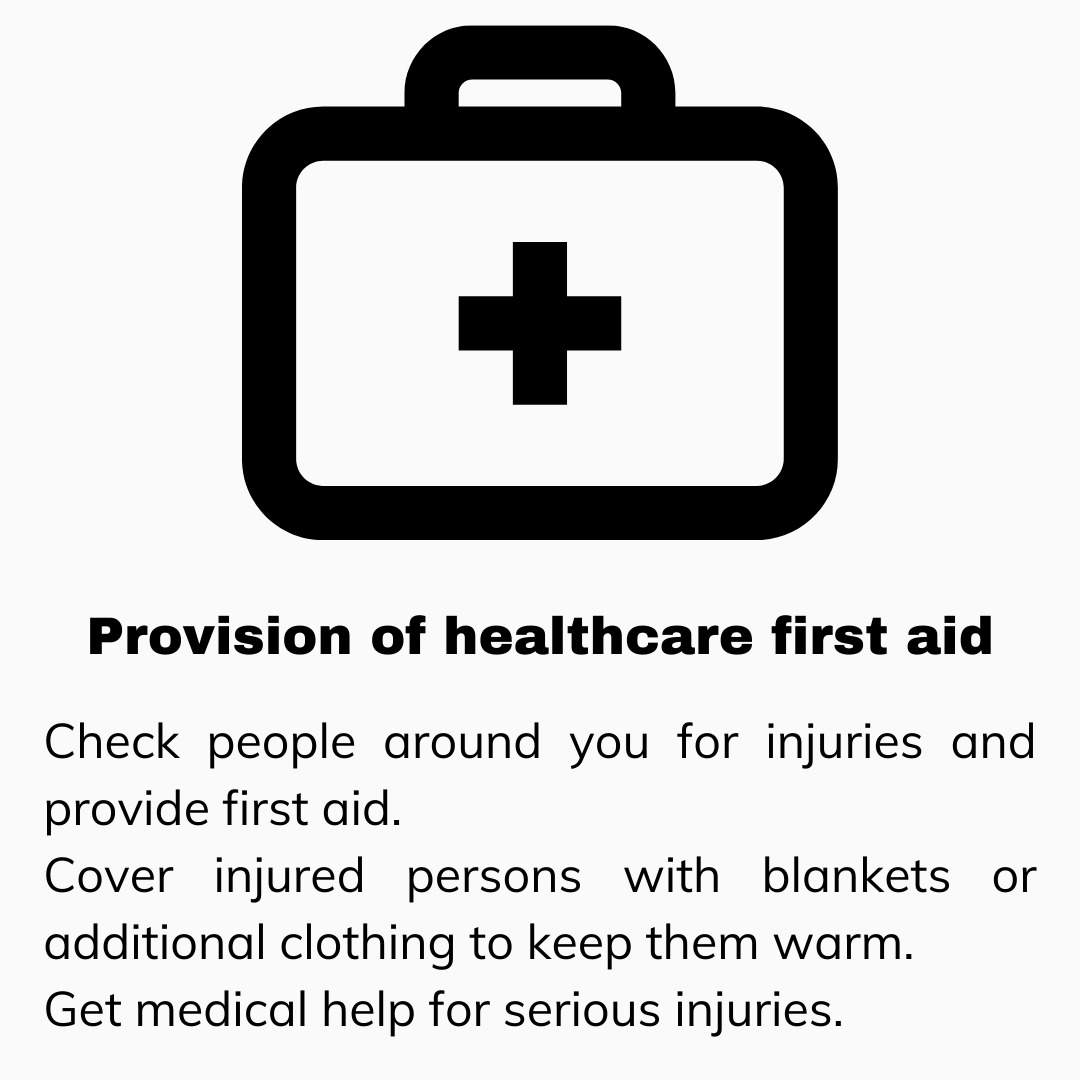 Provision of healthcare first aid
Check people around you for injuries and
provide first aid.
Cover injured persons with blankets or
additional clothing to keep them warm.
Get medical help for serious injuries.